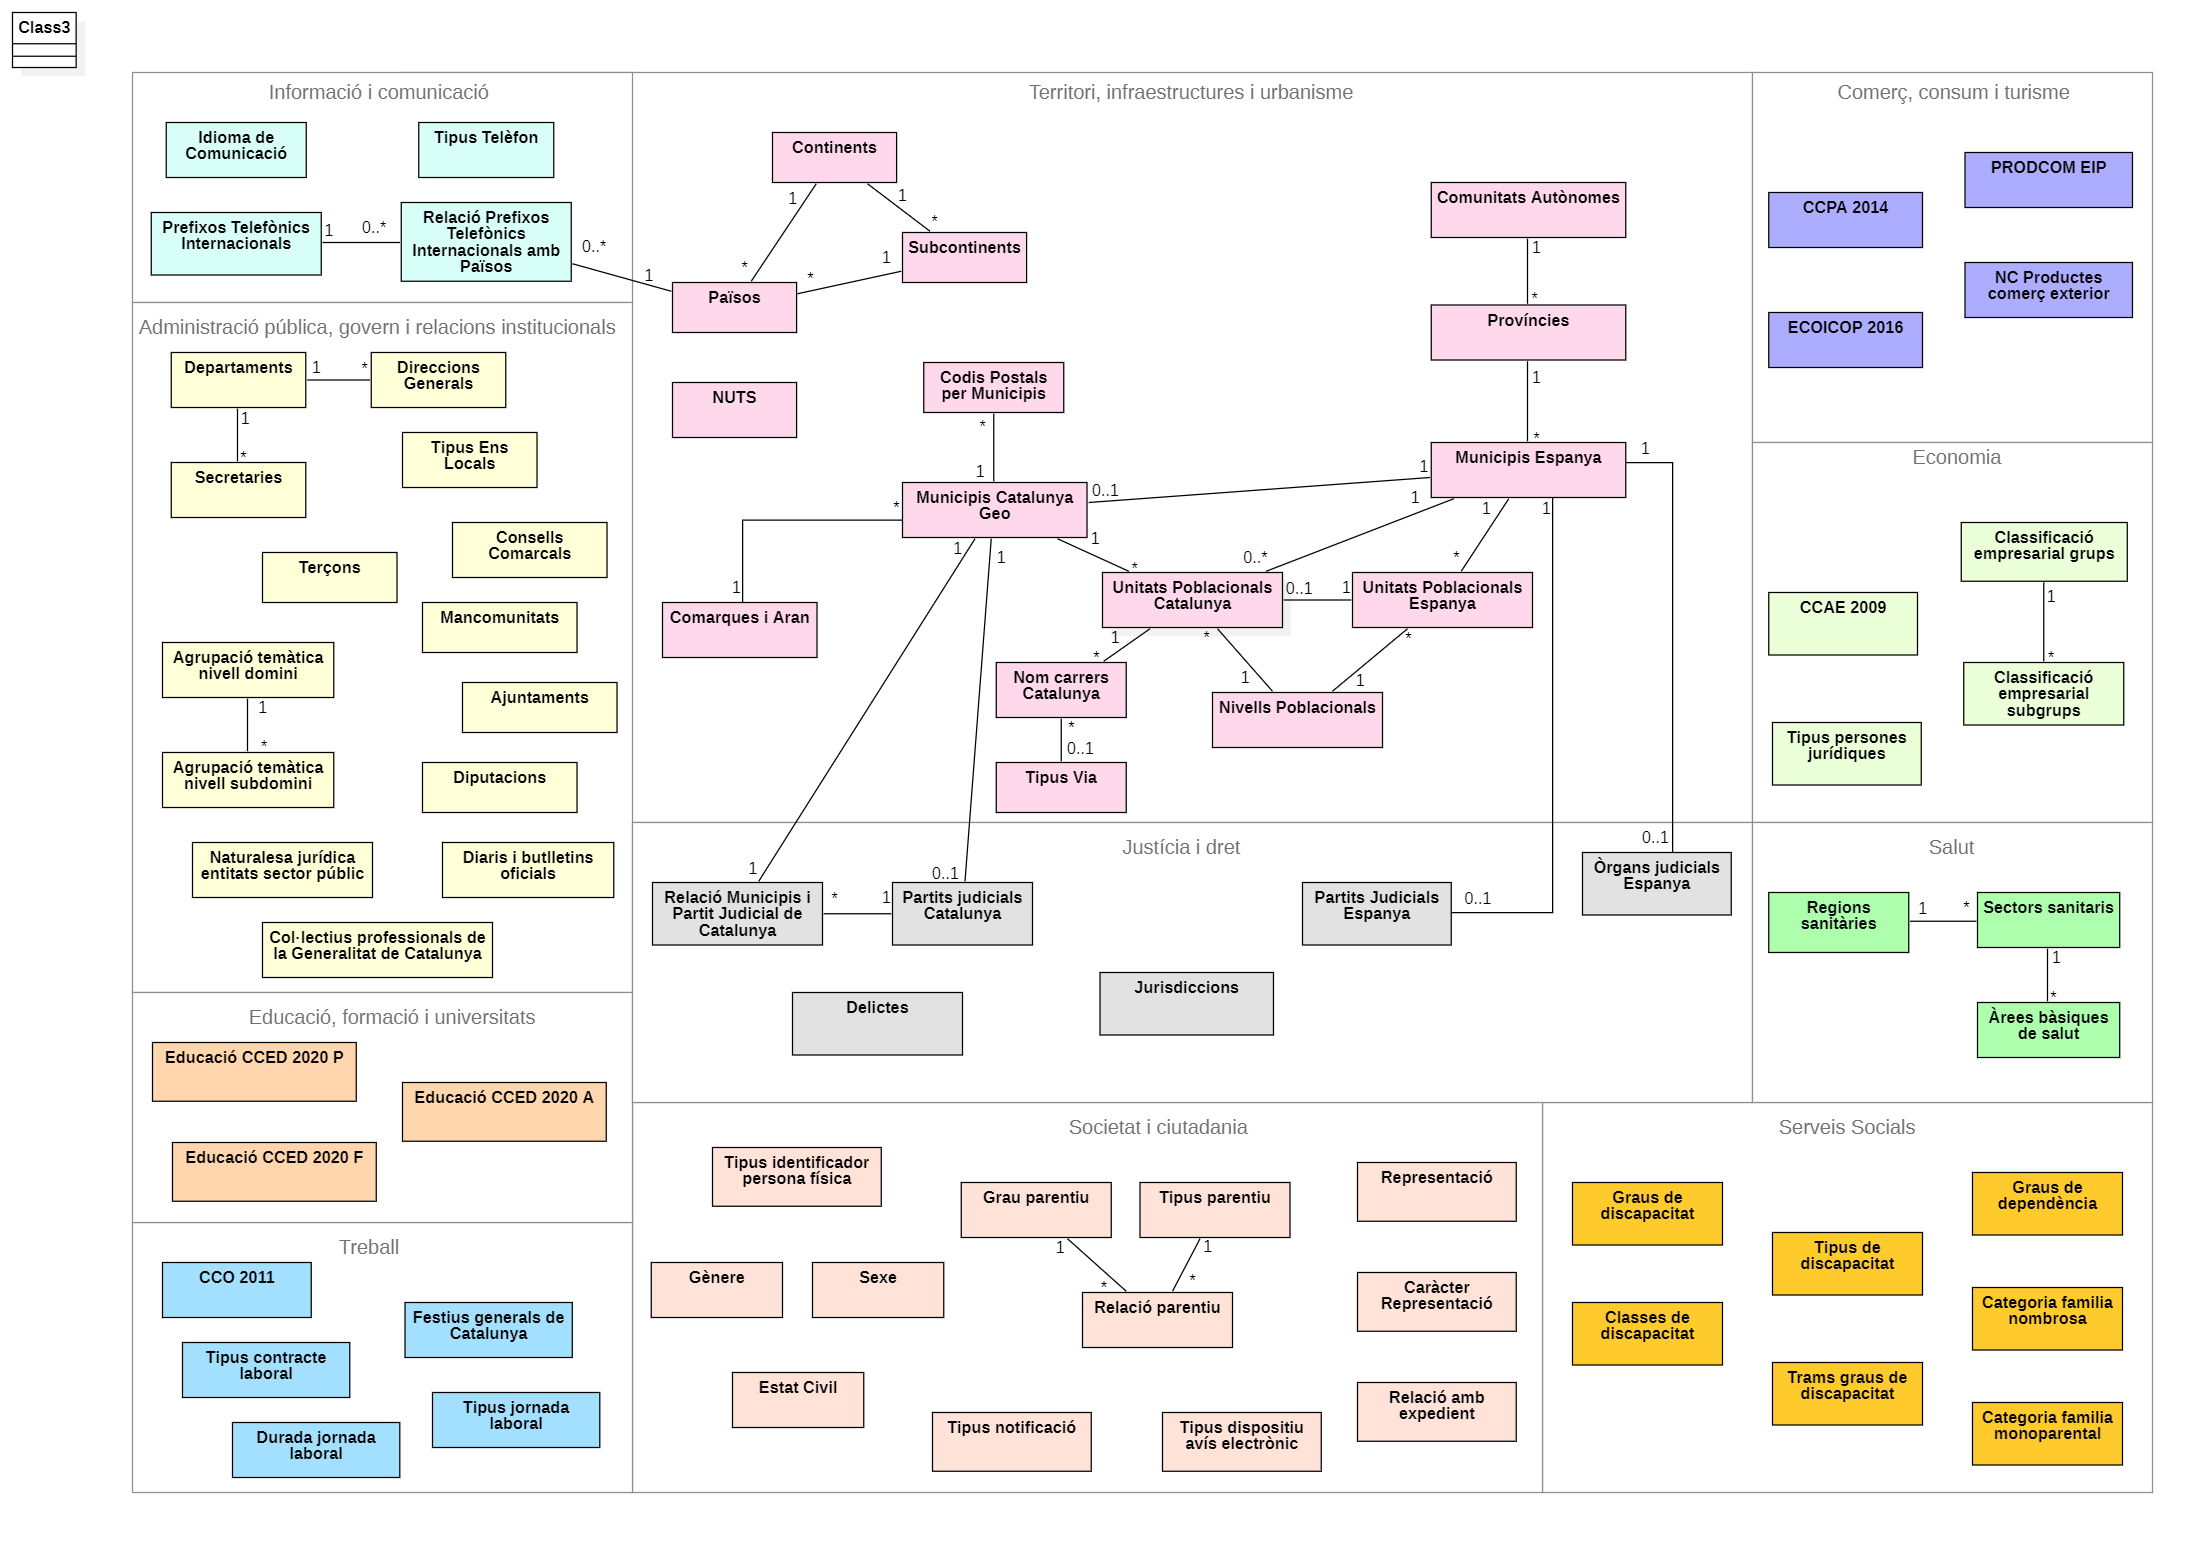 Class3
Informació i comunicació
Idioma de
Comunicació
Tipus Telèfon
Prefixos Telefònics
Internacionals
1
0..*
Relació Prefixos
Telefònics
Internacionals amb
Països
0..*
1
Territori, infraestructures i urbanisme
Continents
1
1
*
*
Subcontinents
1
*
Països
NUTS
Codis Postals
per Municipis
*
1
Municipis Catalunya
Geo
0..1
1
*
1
Comarques i Aran
Comunitats Autònomes
1
*
Províncies
1
*
Municipis Espanya
1
1
1
1
1
1
1
*
0..*
*
Unitats Poblacionals
Catalunya
0..1
1
Unitats Poblacionals
Espanya
1
*
*
*
1
1
Nom carrers
Catalunya
*
0..1
Tipus Via
Nivells Poblacionals
Comerç, consum i turisme
PRODCOM EIP
CCPA 2014
NC Productes
comerç exterior
ECOICOP 2016
Administració pública, govern i relacions institucionals
Departaments
1
*
Direccions
Generals
1
*
Secretaries
Tipus Ens
Locals
Consells
Comarcals
Terçons
Mancomunitats
Agrupació temàtica
nivell domini
1
*
Agrupació temàtica
nivell subdomini
Ajuntaments
Diputacions
Naturalesa jurídica
entitats sector públic
Diaris i butlletins
oficials
Col·lectius professionals de
la Generalitat de Catalunya
Economia
Classificació
empresarial grups
1
*
Classificació
empresarial
subgrups
CCAE 2009
Tipus persones
jurídiques
Justícia i dret
1
0..1
0..1
0..1
Relació Municipis i
Partit Judicial de
Catalunya
*
1
Partits judicials
Catalunya
Partits Judicials
Espanya
Òrgans judicials
Espanya
Delictes
Jurisdiccions
Salut
Regions
sanitàries
1
*
Sectors sanitaris
1
*
Àrees bàsiques
de salut
Educació, formació i universitats
Educació CCED 2020 P
Educació CCED 2020 A
Educació CCED 2020 F
Treball
CCO 2011
Festius generals de
Catalunya
Tipus contracte
laboral
Tipus jornada
laboral
Durada jornada
laboral
Societat i ciutadania
Tipus identificador
persona física
Grau parentiu
Tipus parentiu
Representació
1
1
*
*
Gènere
Sexe
Relació parentiu
Caràcter
Representació
Estat Civil
Tipus notificació
Tipus dispositiu
avís electrònic
Relació amb
expedient
Serveis Socials
Graus de
discapacitat
Graus de
dependència
Tipus de
discapacitat
Classes de
discapacitat
Categoria familia
nombrosa
Trams graus de
discapacitat
Categoria familia
monoparental